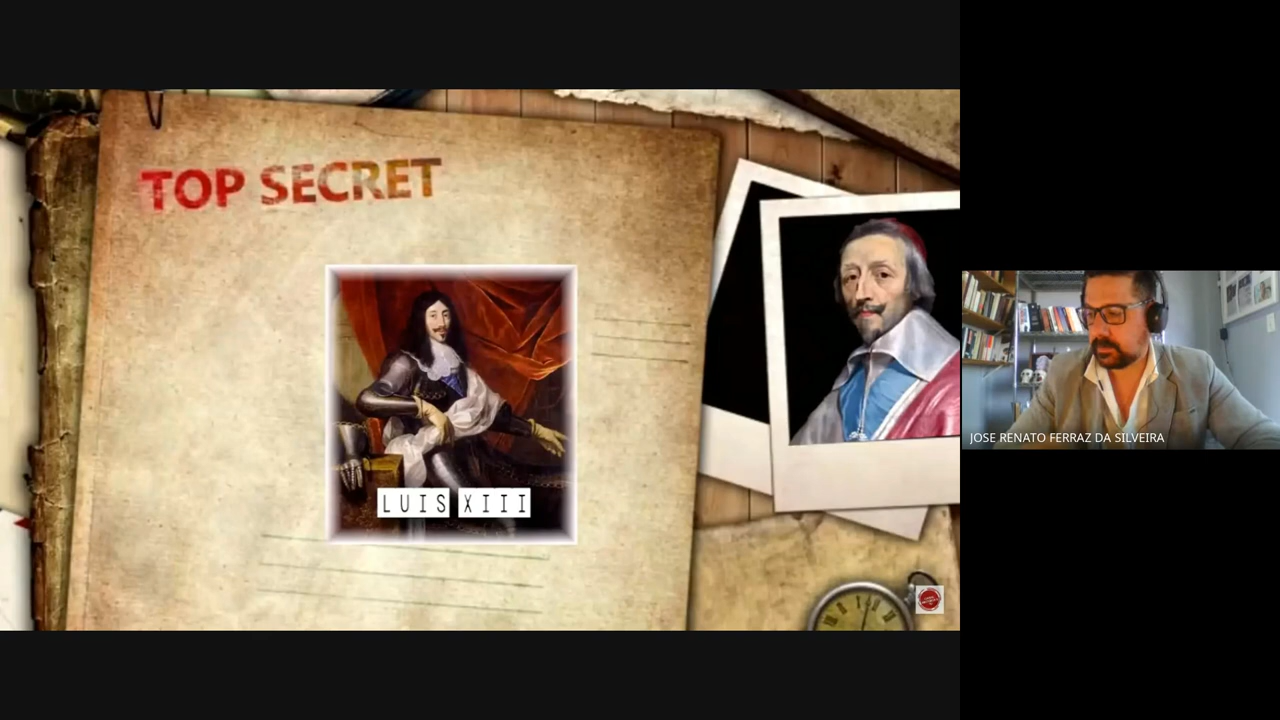 TOP SECRET
LUIS XIII
JOSE RENATO FERRAZ DA SILVEIRA